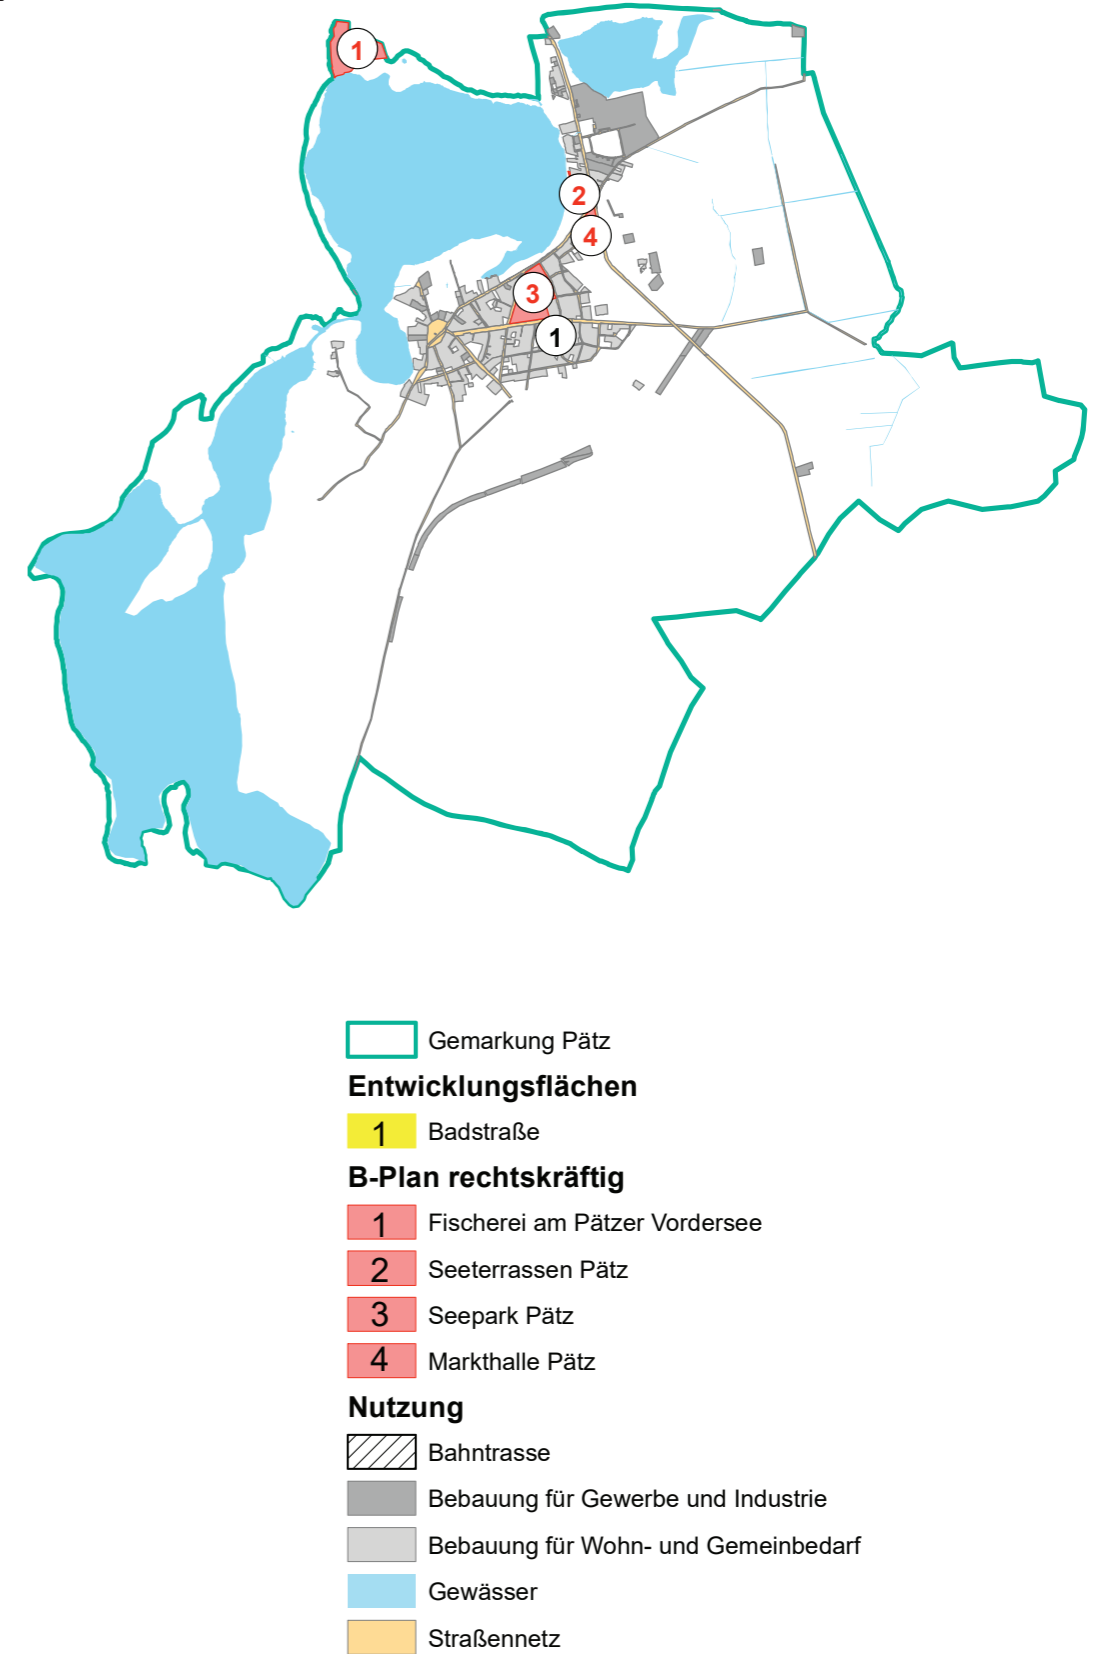 1
2
4
3
1
Gemarkung Pätz
Entwicklungsflächen
1 Badstraße
B-Plan rechtskräftig
1 Fischerei am Pätzer Vordersee
2 Seeterrassen Pätz
3 Seepark Pätz
4 Markthalle Pätz
Nutzung
Bahntrasse
Bebauung für Gewerbe und Industrie
Bebauung für Wohn- und Gemeinbedarf
Gewässer
Straßennetz